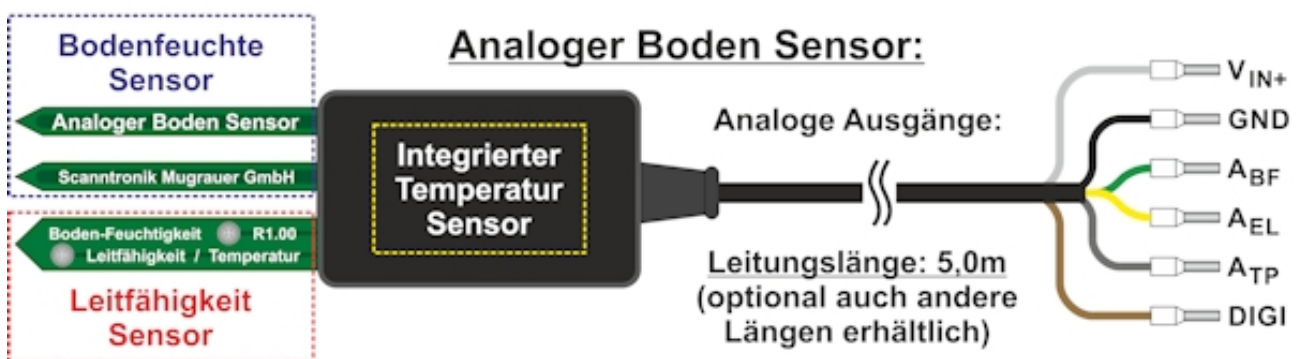 Bodenfeuchte
Sensor
Analoger Boden Sensor
Scanntronik Mugrauer GmbH
Boden-Feuchtigkeit R1.00
Leitfähigkeit / Temperatur
Leitfähigkeit
Sensor
Integrierter
Temperatur
Sensor
Analoger Boden Sensor:
Analoge Ausgänge:
Leitungslänge: 5,0m
(optional auch andere
Längen erhältlich)
VIN+
GND
ABF
AEL
ATP
DIGI